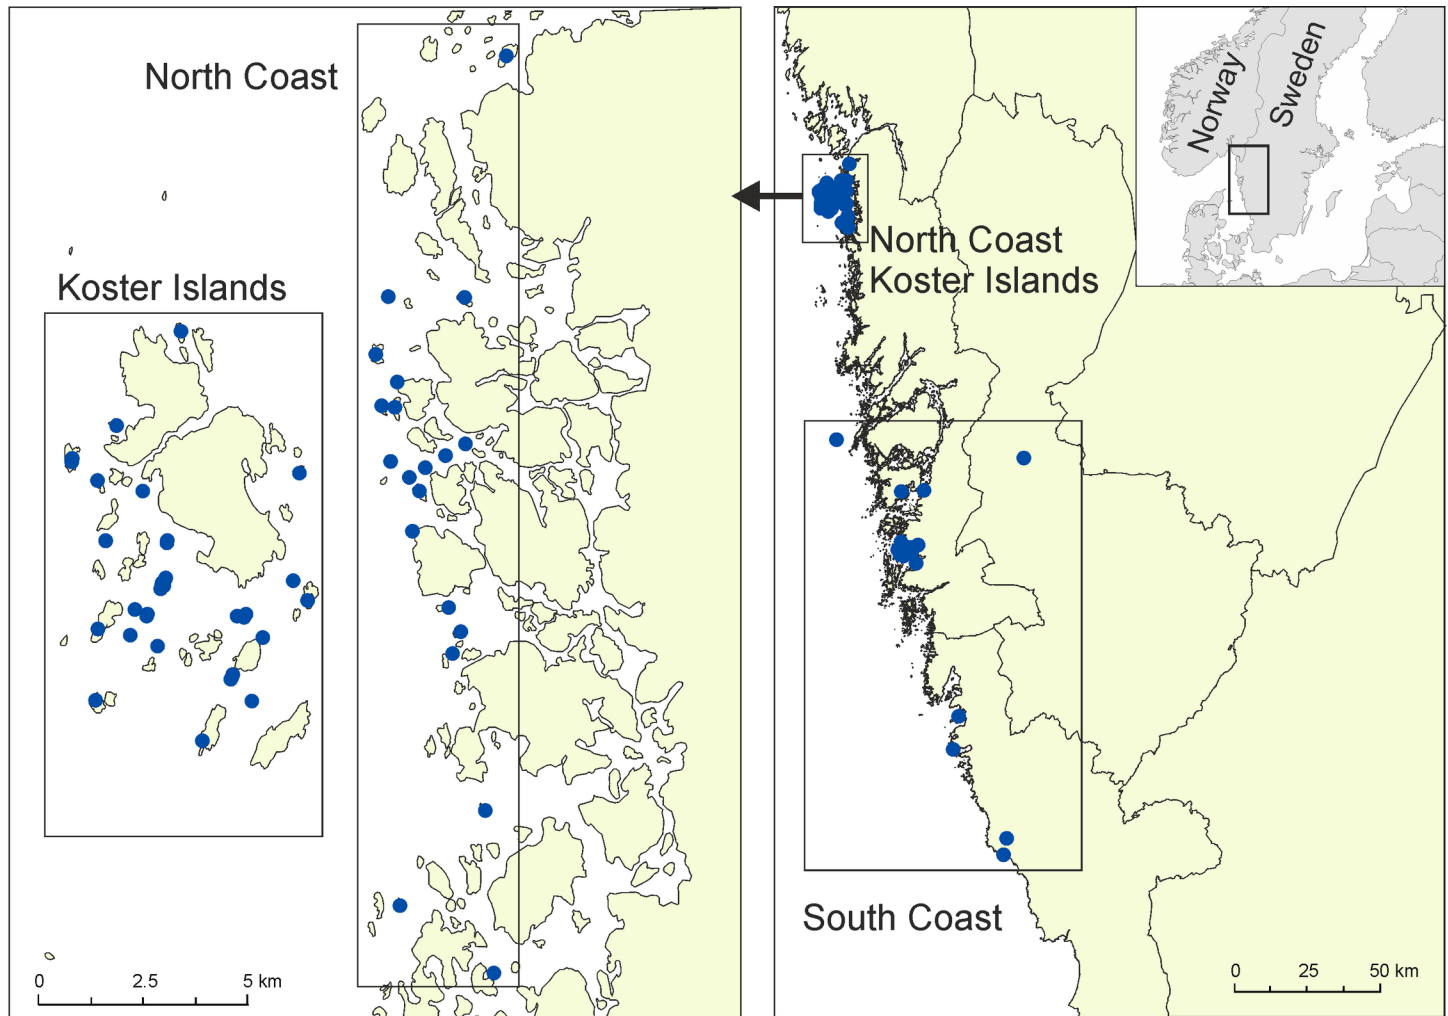 North Coast
Koster Islands
0 2.5 5 km
Norway
Sweden
North Coast
Koster Islands
South Coast
0 25 50 km